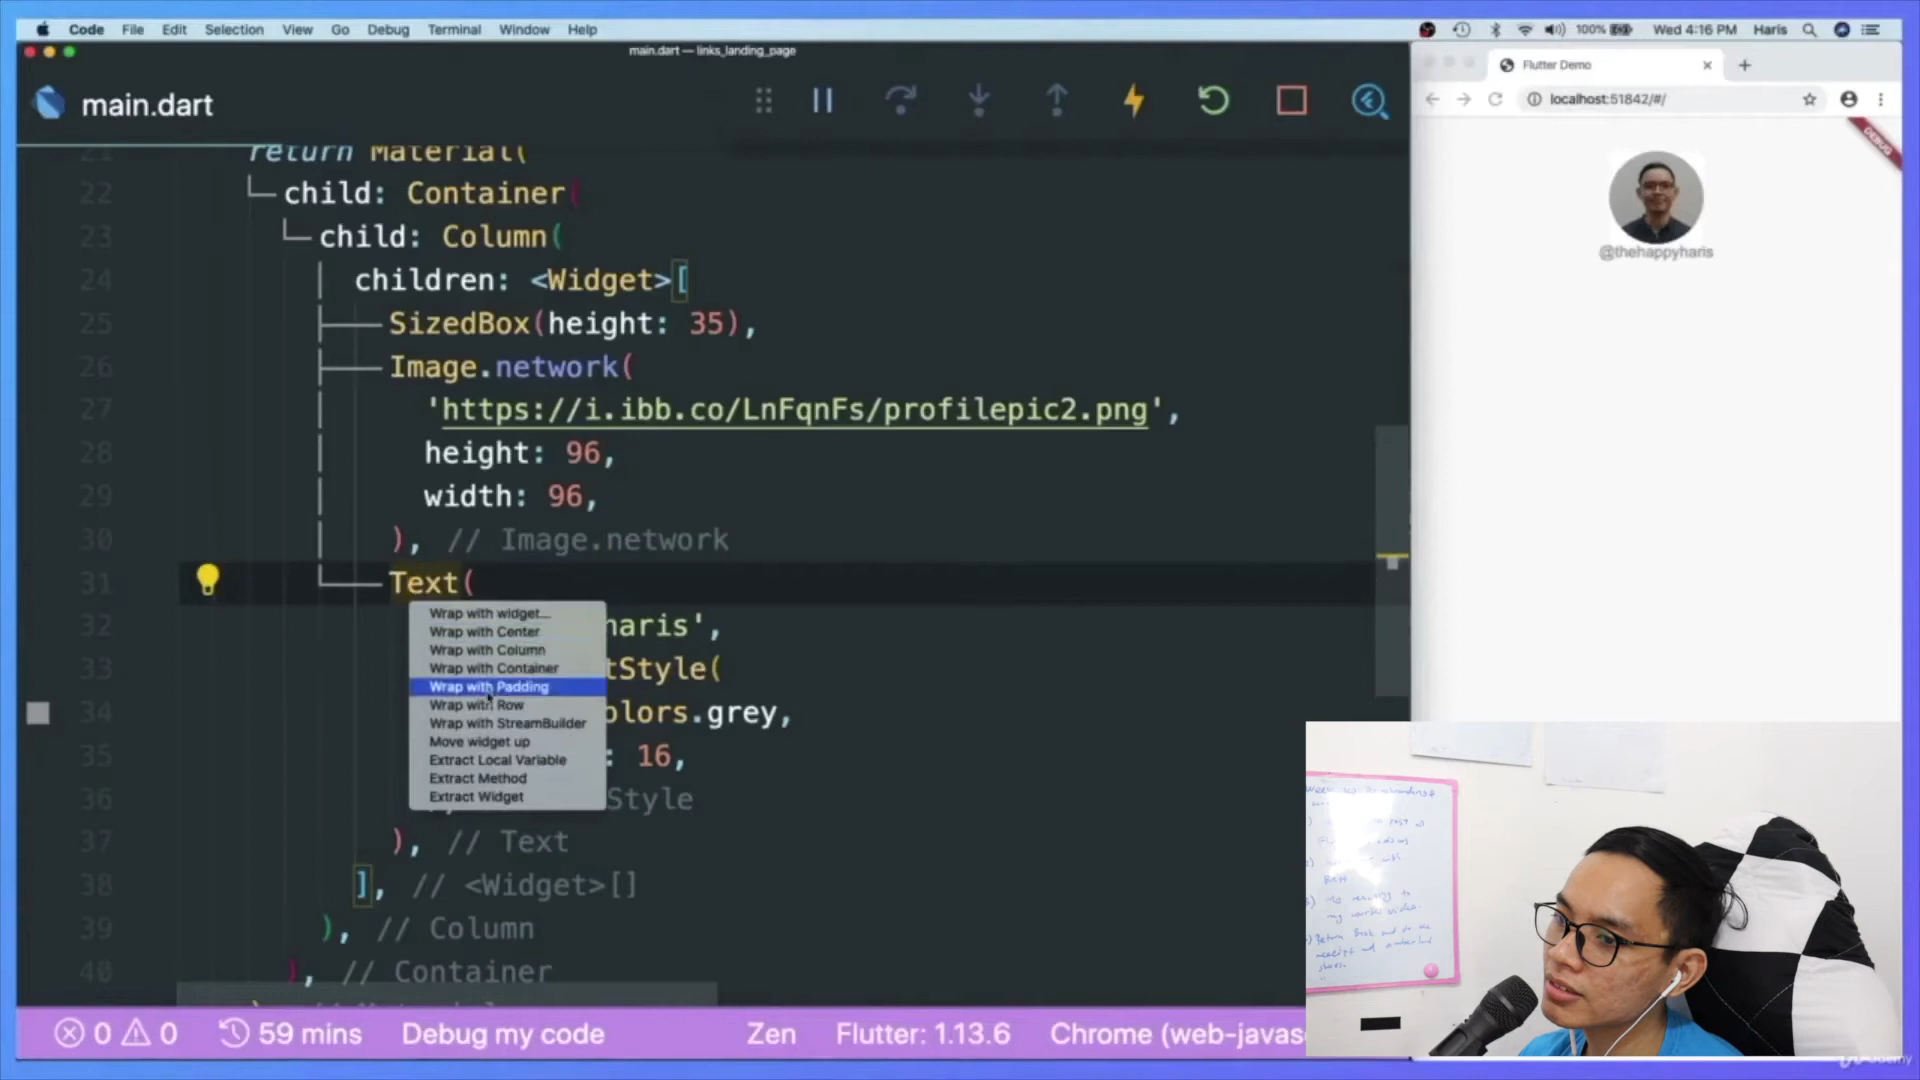 Code File Edit Selection View Go Debug Terminal Window Help
100% Wed 4:16 PM Haris
main.dart — links_landing_page
main.dart
Flutter Demo
localhost:51842/#/
DEBUG
@thehappyharis
21 return Material(
22 child: Container(
23 child: Column(
24 children: <Widget>[
25 SizedBox(height: 35),
26 Image.network(
27 'https://i.ibb.co/LnFqnFs/profilepic2.png',
28 height: 96,
29 width: 96,
30 ), // Image.network
31 Text(
32 haris',
33 tStyle(
34 olors.grey,
35 : 16,
36 Style
37 ), // Text
38 ], // <Widget>[]
39 ), // Column
40 ), // Container
Wrap with widget...
Wrap with Center
Wrap with Column
Wrap with Container
Wrap with Padding
Wrap with Row
Wrap with StreamBuilder
Move widget up
Extract Local Variable
Extract Method
Extract Widget
0 0 59 mins Debug my code Zen Flutter: 1.13.6 Chrome (web-javas
Udemy